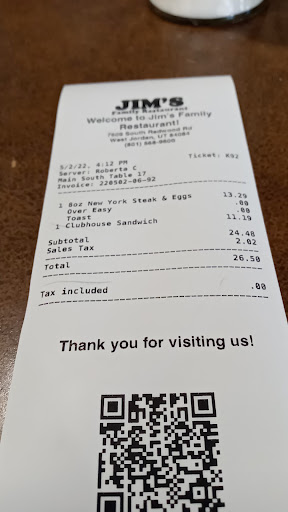 JIM'S
Family Restaurant
Welcome to Jim's Family
Restaurant!
7609 South Redwood Rd
West Jordan, UT 84084
5/2/22, 4:12 PM Ticket: K92
Server: Roberta C
Main South Table 17
Invoice: 220502-06-92
1 8oz New York Steak & Eggs 13.29
Over Easy .00
Toast .00
1 Clubhouse Sandwich 11.19
Subtotal 24.48
Sales Tax 2.02
Total 26.50
Tax included .00
Thank you for visiting us!